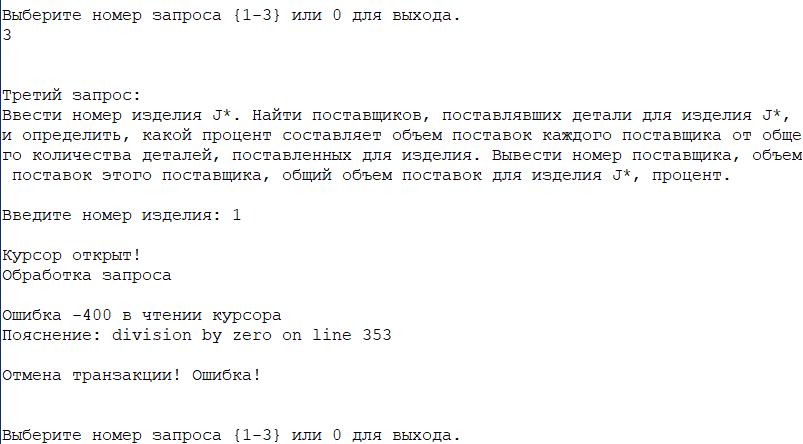 Выберите номер запроса {1-3} или 0 для выхода.
3
Третий запрос:
Ввести номер изделия J*. Найти поставщиков, поставлявших детали для изделия J*,
и определить, какой процент составляет объем поставок каждого поставщика от обще
го количества деталей, поставленных для изделия. Вывести номер поставщика, объем
поставок этого поставщика, общий объем поставок для изделия J*, процент.
Введите номер изделия: 1
Курсор открыт!
Обработка запроса
Ошибка -400 в чтении курсора
Пояснение: division by zero on line 353
Отмена транзакции! Ошибка!
Выберите номер запроса {1-3} или 0 для выхода.